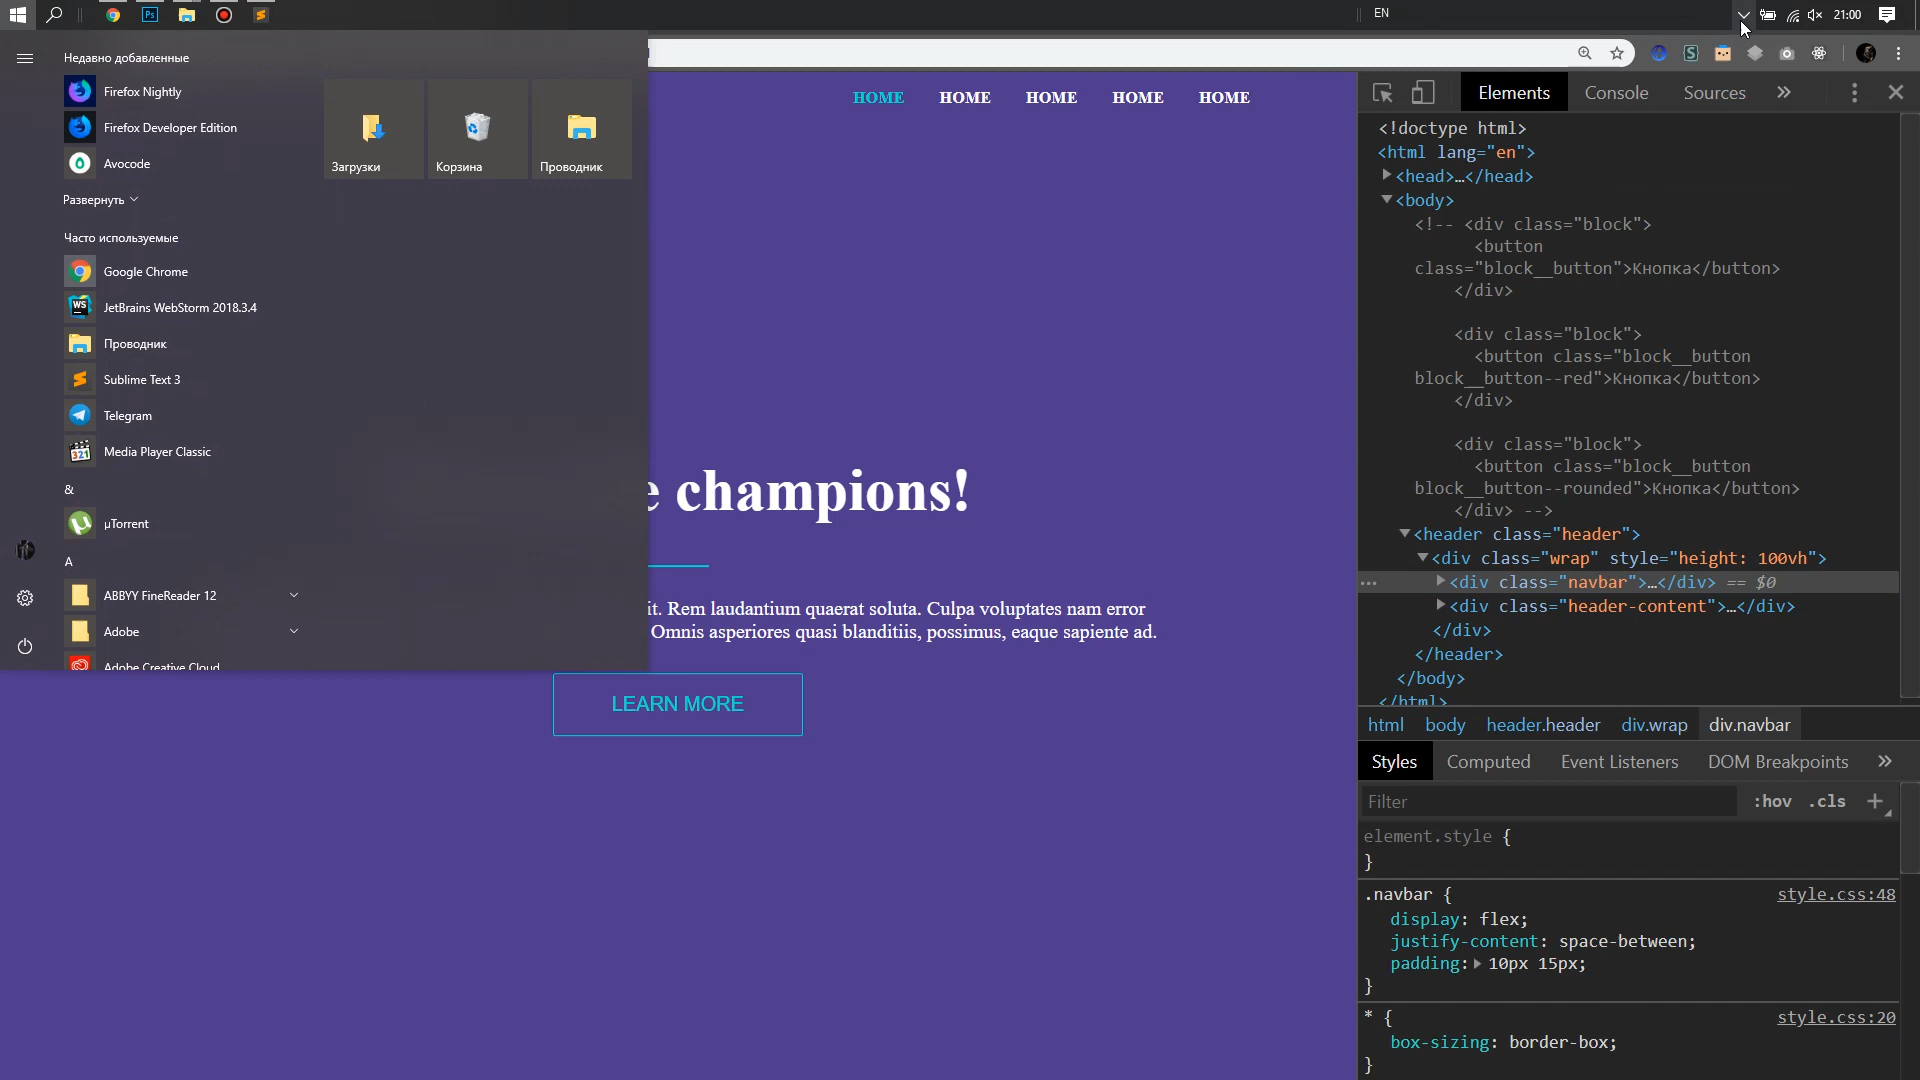 EN
21:00
Недавно добавленные
Firefox Nightly
Firefox Developer Edition
Avocode
Развернуть
Часто используемые
Google Chrome
JetBrains WebStorm 2018.3.4
Проводник
Sublime Text 3
Telegram
Media Player Classic
&
µTorrent
A
ABBYY FineReader 12
Adobe
Adobe Creative Cloud
Загрузки
Корзина
Проводник
HOME HOME HOME HOME HOME
e champions!
it. Rem laudantium quaerat soluta. Culpa voluptates nam error
Omnis asperiores quasi blanditiis, possimus, eaque sapiente ad.
LEARN MORE
Elements Console Sources
<!doctype html>
<html lang="en">
<head>…</head>
<body>
<!-- <div class="block">
<button
class="block__button">Кнопка</button>
</div>
<div class="block">
<button class="block__button
block__button--red">Кнопка</button>
</div>
<div class="block">
<button class="block__button
block__button--rounded">Кнопка</button>
</div> -->
<header class="header">
<div class="wrap" style="height: 100vh">
<div class="navbar">…</div> == $0
<div class="header-content">…</div>
</div>
</header>
</body>
</html>
html body header.header div.wrap div.navbar
Styles Computed Event Listeners DOM Breakpoints
Filter :hov .cls
element.style {
}
.navbar { style.css:48
display: flex;
justify-content: space-between;
padding: 10px 15px;
}
* { style.css:20
box-sizing: border-box;
}